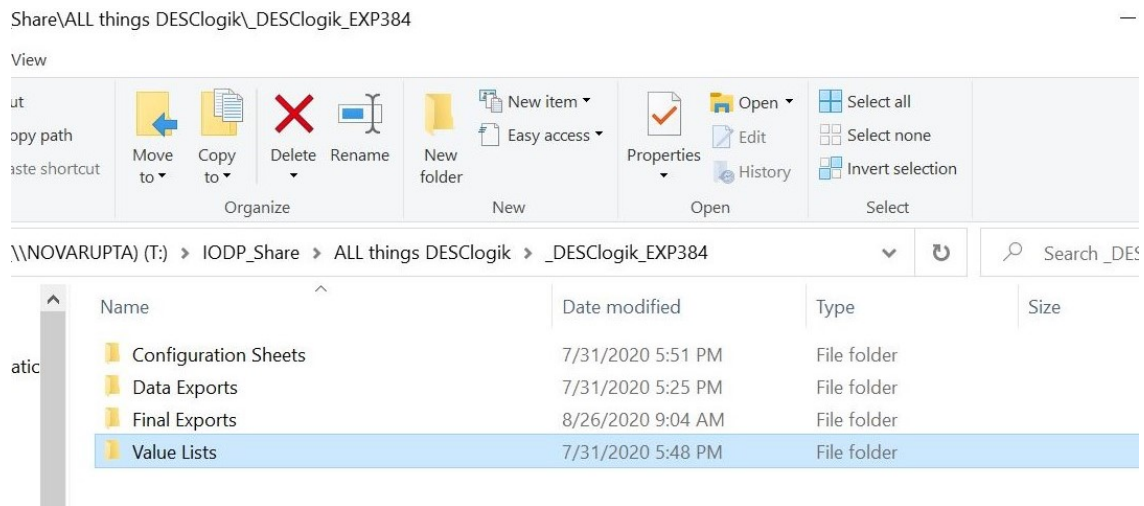 _Share\ALL things DESClogik\_DESClogik_EXP384
View
ut
opy path
aste shortcut
Move to
Copy to
Delete
Rename
Organize
New folder
New item
Easy access
New
Properties
Open
Edit
History
Open
Select all
Select none
Invert selection
Select
\\NOVARUPTA) (T:) > IODP_Share > ALL things DESClogik > _DESClogik_EXP384
Search _DES
atic
Name Date modified Type Size
Configuration Sheets 7/31/2020 5:51 PM File folder
Data Exports 7/31/2020 5:25 PM File folder
Final Exports 8/26/2020 9:04 AM File folder
Value Lists 7/31/2020 5:48 PM File folder